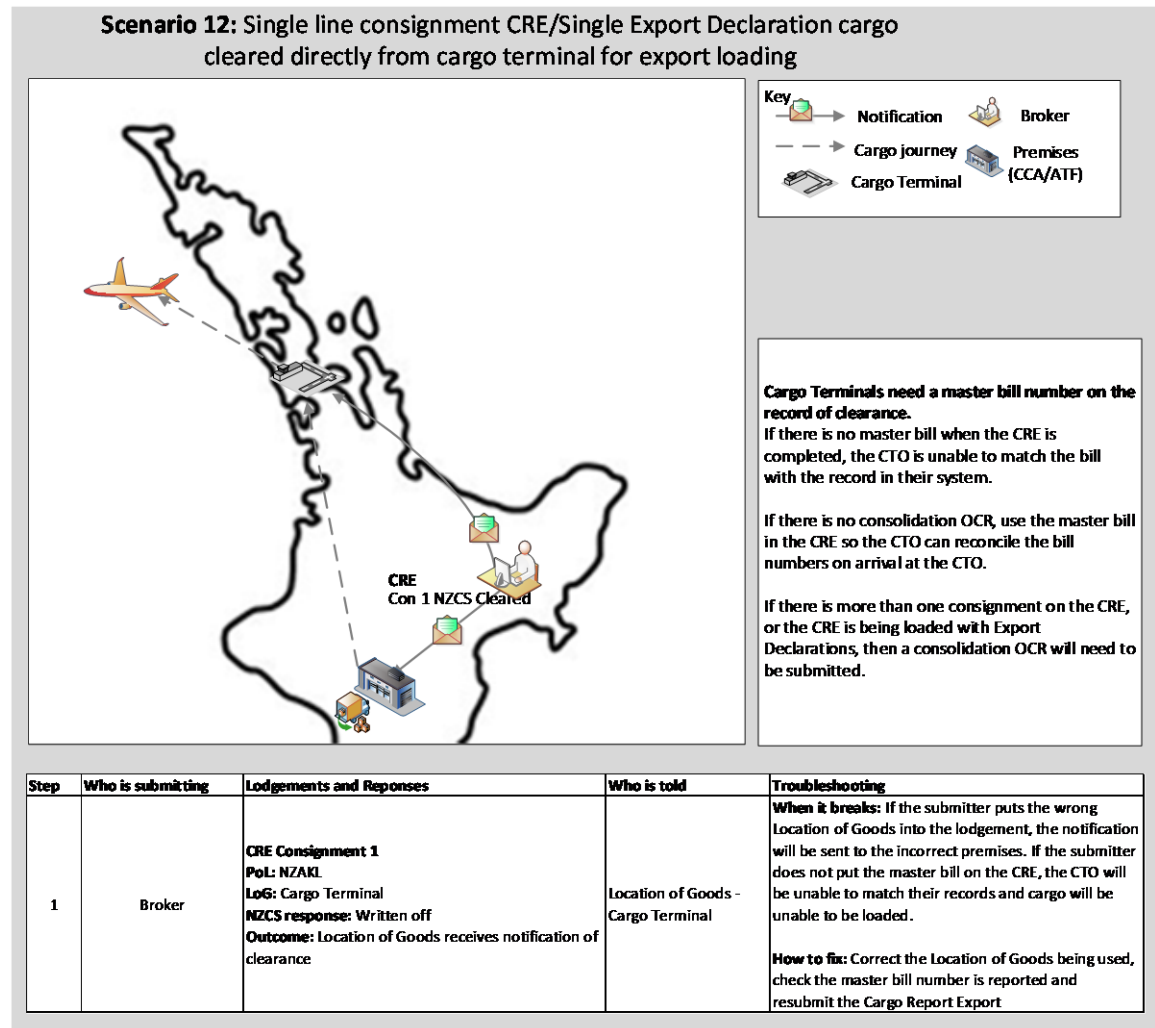 Scenario 12: Single line consignment CRE/Single Export Declaration cargo
cleared directly from cargo terminal for export loading
Key
Notification
Broker
Cargo journey
Premises
(CCA/ATF)
Cargo Terminal
CRE
Con 1 NZCS Cleared
Cargo Terminals need a master bill number on the
record of clearance.
If there is no master bill when the CRE is
completed, the CTO is unable to match the bill
with the record in their system.
If there is no consolidation OCR, use the master bill
in the CRE so the CTO can reconcile the bill
numbers on arrival at the CTO.
If there is more than one consignment on the CRE,
or the CRE is being loaded with Export
Declarations, then a consolidation OCR will need to
be submitted.
Step Who is submitting Lodgements and Reponses Who is told Troubleshooting
1
Broker
CRE Consignment 1
PoL: NZAKL
LoG: Cargo Terminal
NZCS response: Written off
Outcome: Location of Goods receives notification of
clearance
Location of Goods -
Cargo Terminal
When it breaks: If the submitter puts the wrong
Location of Goods into the lodgement, the notification
will be sent to the incorrect premises. If the submitter
does not put the master bill on the CRE, the CTO will
be unable to match their records and cargo will be
unable to be loaded.
How to fix: Correct the Location of Goods being used,
check the master bill number is reported and
resubmit the Cargo Report Export